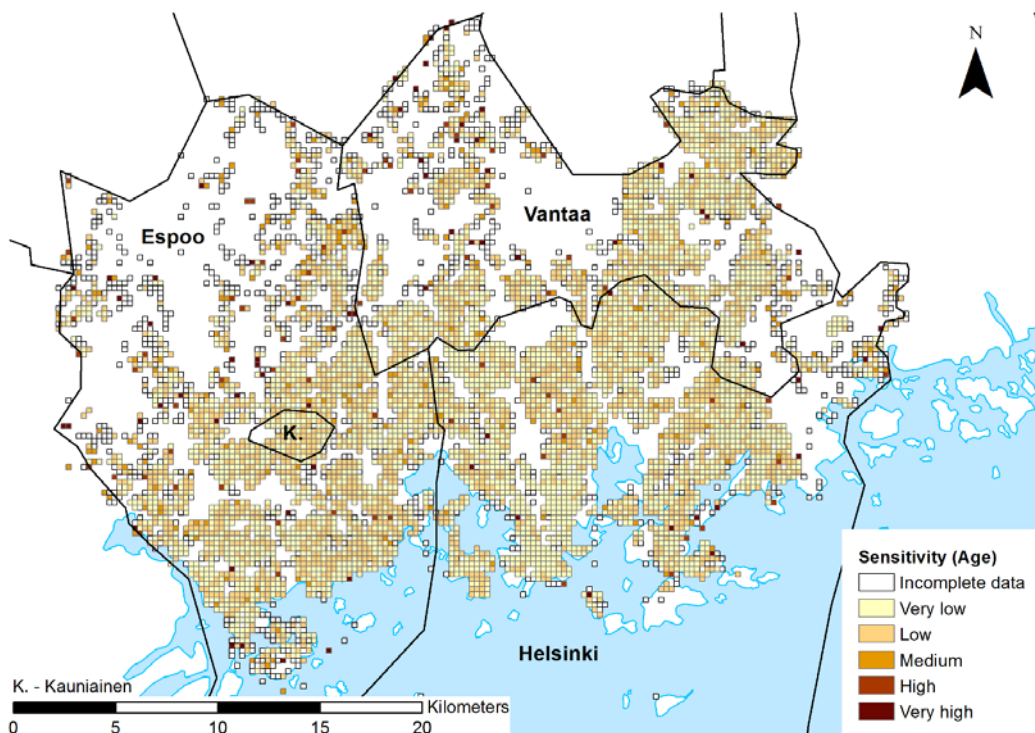 N
Vantaa
Espoo
K.
Helsinki
Sensitivity (Age)
Incomplete data
Very low
Low
Medium
High
Very high
K. - Kauniainen
Kilometers
0 5 10 15 20